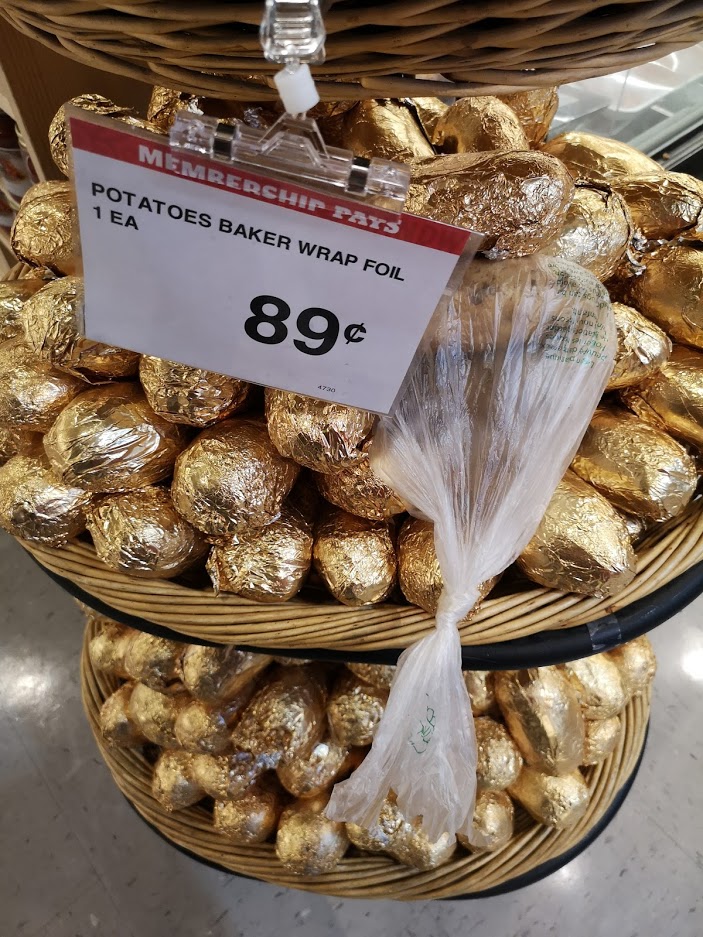 MEMBERSHIP PAYS
POTATOES BAKER WRAP FOIL
1 EA
89¢
4730